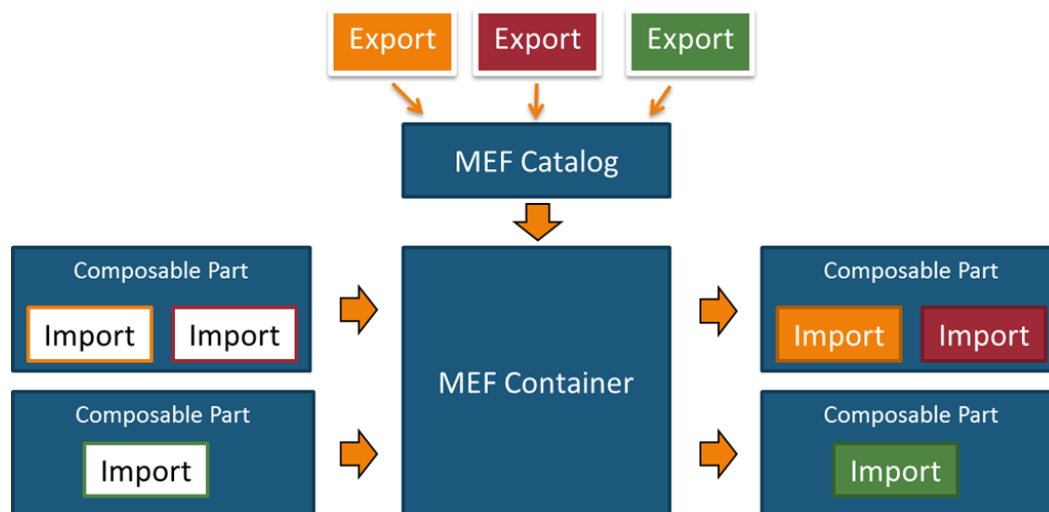 Export Export Export
MEF Catalog
Composable Part
Import Import
Composable Part
Import
MEF Container
Composable Part
Import Import
Composable Part
Import